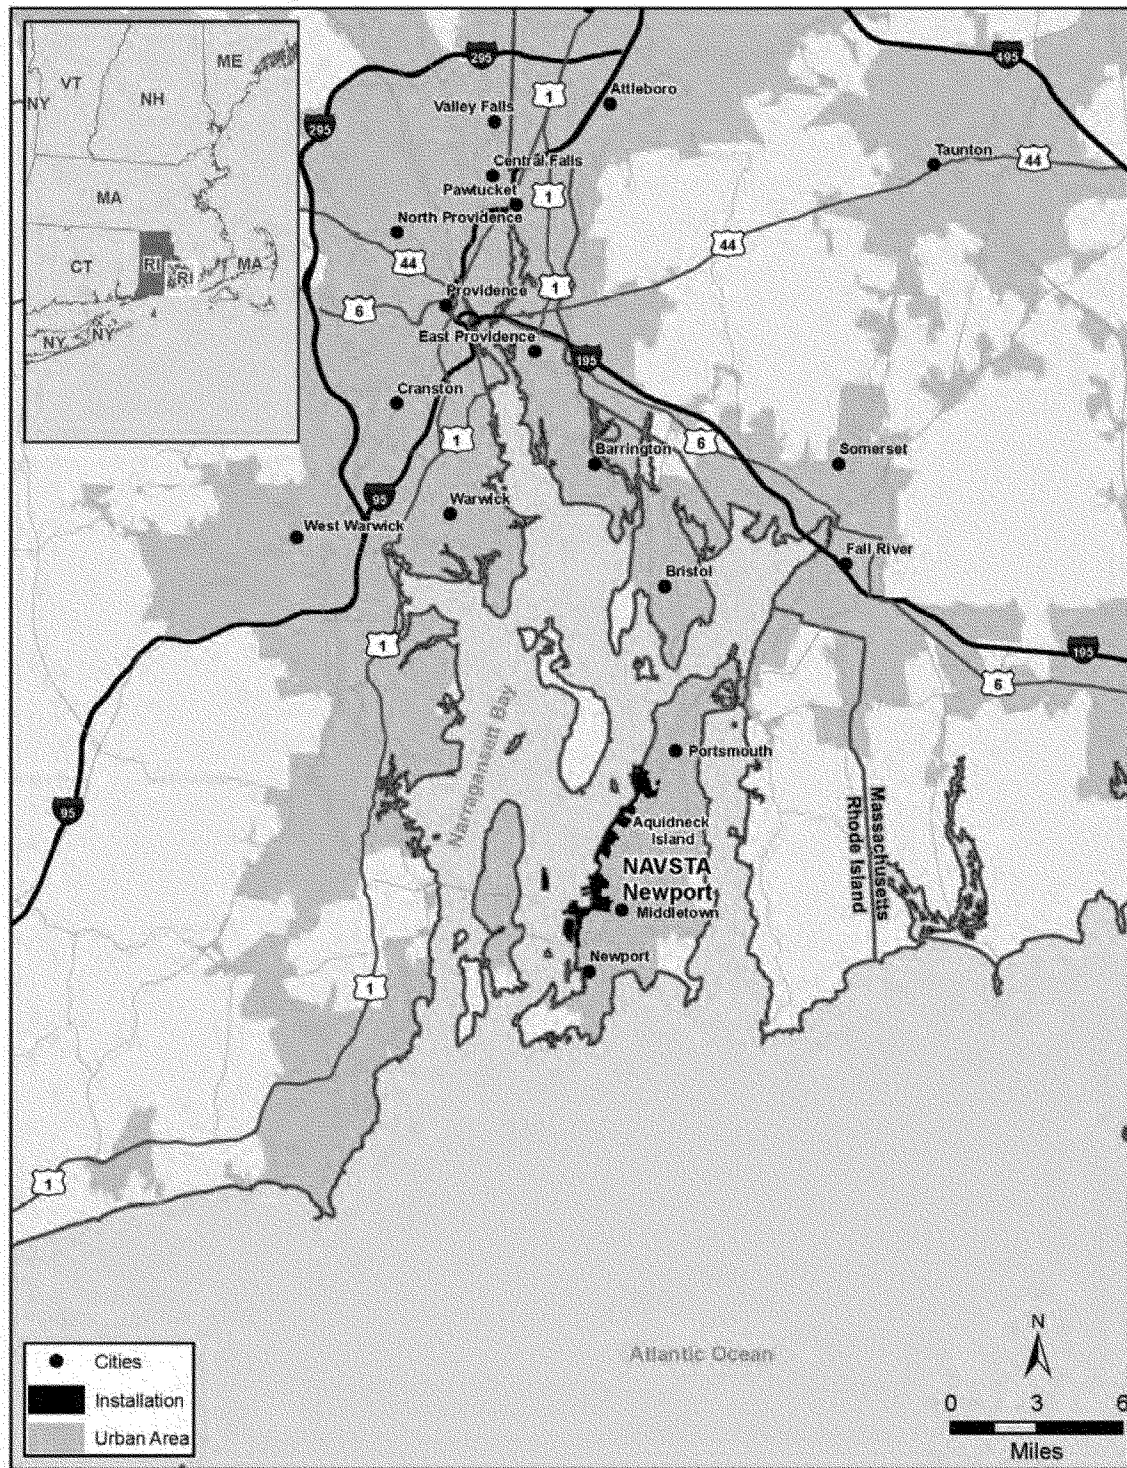 ME
VT
NY
NH
MA
CT
RI
RI
MA
NY
NY
295
495
1
Attleboro
Valley Falls
295
Central Falls
Taunton
44
Pawtucket
1
North Providence
44
44
1
Providence
6
East Providence
195
Cranston
1
6
Barrington
Somerset
95
Warwick
West Warwick
Fall River
Bristol
1
195
6
Narragansett Bay
Portsmouth
95
Aquidneck
Island
Massachusetts
Rhode Island
NAVSTA
Newport
Middletown
Newport
1
1
Atlantic Ocean
N
Cities
Installation
Urban Area
0 3 6
Miles